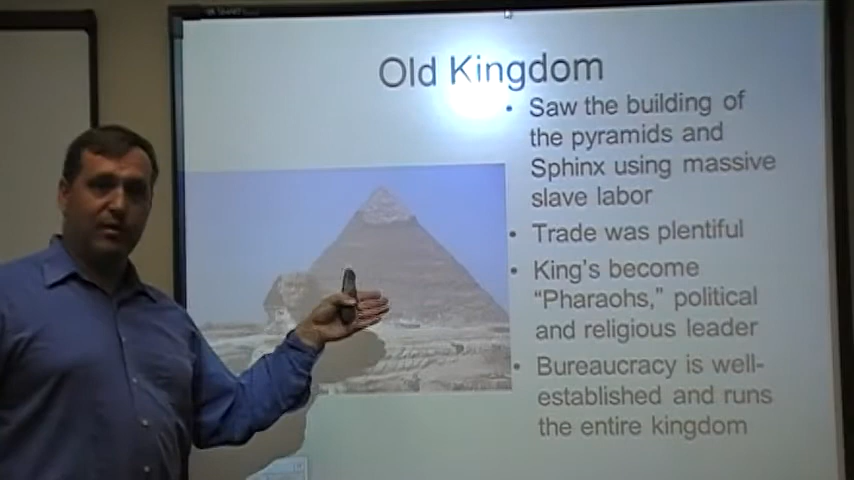 Old Kingdom
• Saw the building of
the pyramids and
Sphinx using massive
slave labor
• Trade was plentiful
• King's become
“Pharaohs,” political
and religious leader
• Bureaucracy is well-
established and runs
the entire kingdom